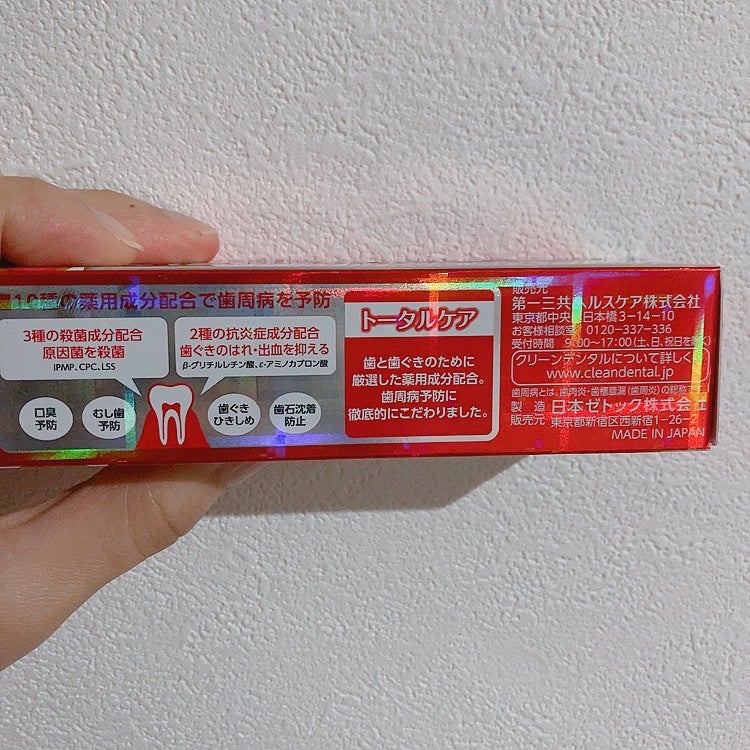 10種の薬用成分配合で歯周病を予防
3種の殺菌成分配合
原因菌を殺菌
IPMP、CPC、LSS
2種の抗炎症成分配合
歯ぐきのはれ・出血を抑える
β-グリチルレチン酸、ε-アミノカプロン酸
口臭
予防
むし歯
予防
歯ぐき
ひきしめ
歯石沈着
防止
トータルケア
歯と歯ぐきのために
厳選した薬用成分配合。
歯周病予防に
徹底的にこだわりました。
販売元
第一三共ヘルスケア株式会社
東京都中央区日本橋3-14-10
お客様相談室 0120-337-336
受付時間 9:00~17:00(土、日、祝日を除く)
クリーンデンタルについて詳しく
www.cleandental.jp
歯周病とは、歯肉炎・歯槽膿漏(歯周炎)の総称です。
製造 日本ゼトック株式会社
販売元 東京都新宿区西新宿1-26-2
MADE IN JAPAN